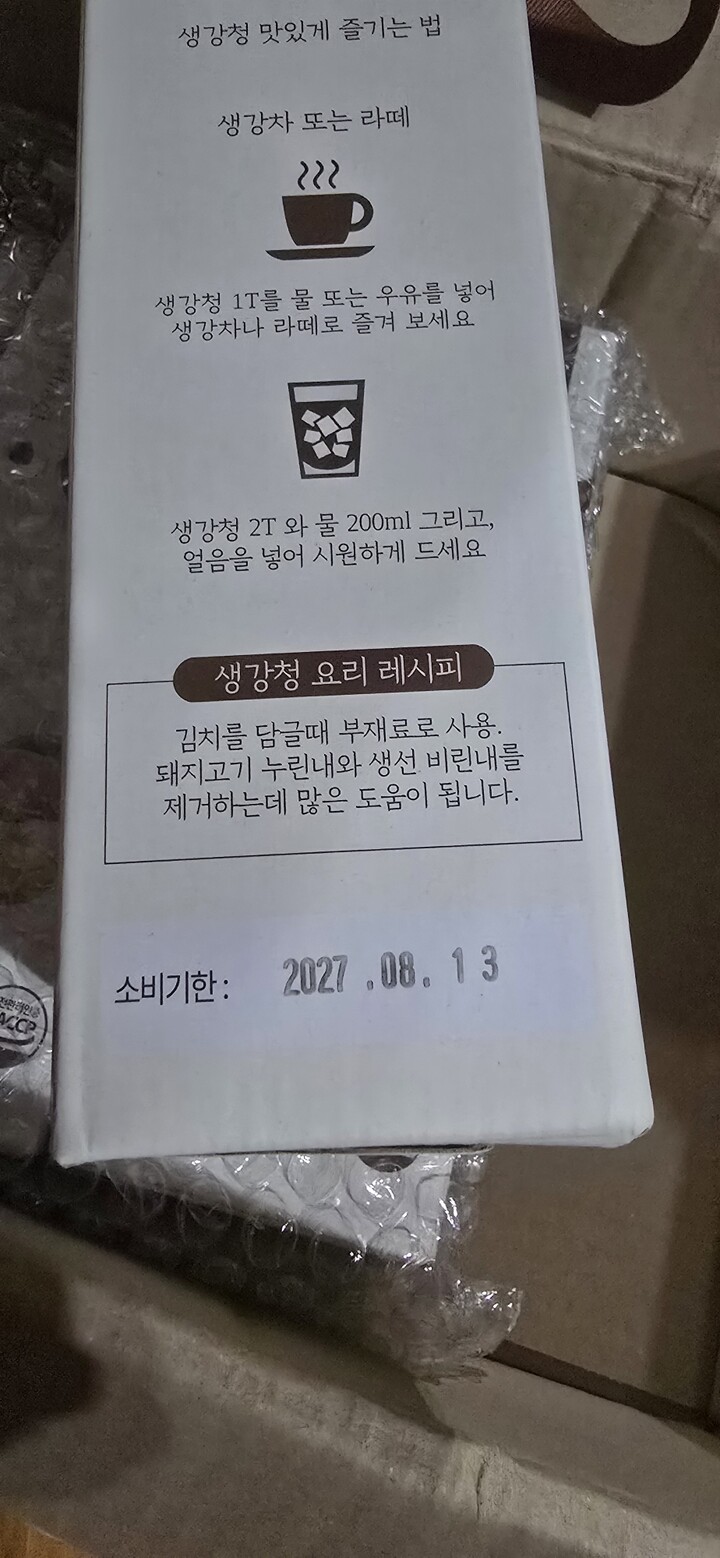 생강청 맛있게 즐기는 법
생강차 또는 라떼
생강청 1T를 물 또는 우유를 넣어
생강차나 라떼로 즐겨 보세요
생강청 2T 와 물 200ml 그리고,
얼음을 넣어 시원하게 드세요
생강청 요리 레시피
김치를 담글때 부재료로 사용.
돼지고기 누린내와 생선 비린내를
제거하는데 많은 도움이 됩니다.
소비기한 : 2027 .08. 13